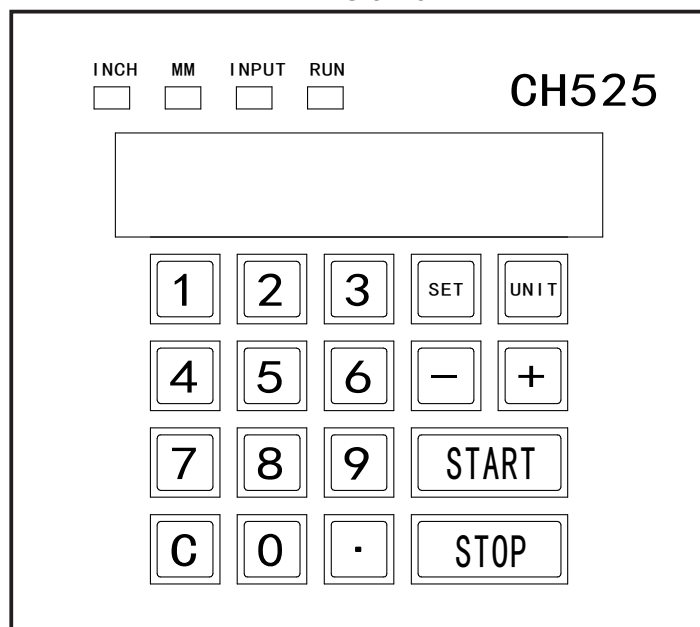 INCH MM INPUT RUN
CH525
1 2 3 SET UNIT
4 5 6 − +
7 8 9 START
C 0 · STOP